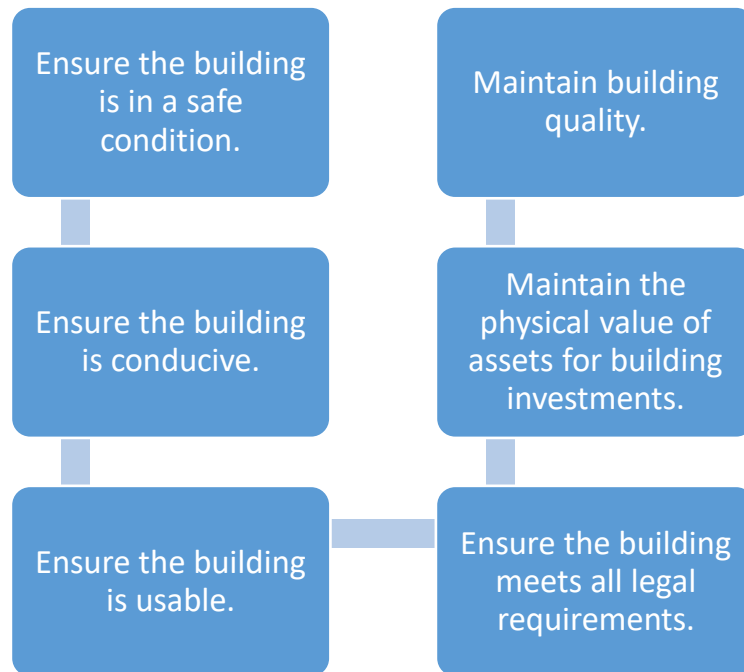 Ensure the building
is in a safe
condition.
Ensure the building
is conducive.
Ensure the building
is usable.
Ensure the building
meets all legal
requirements.
Maintain the
physical value of
assets for building
investments.
Maintain building
quality.